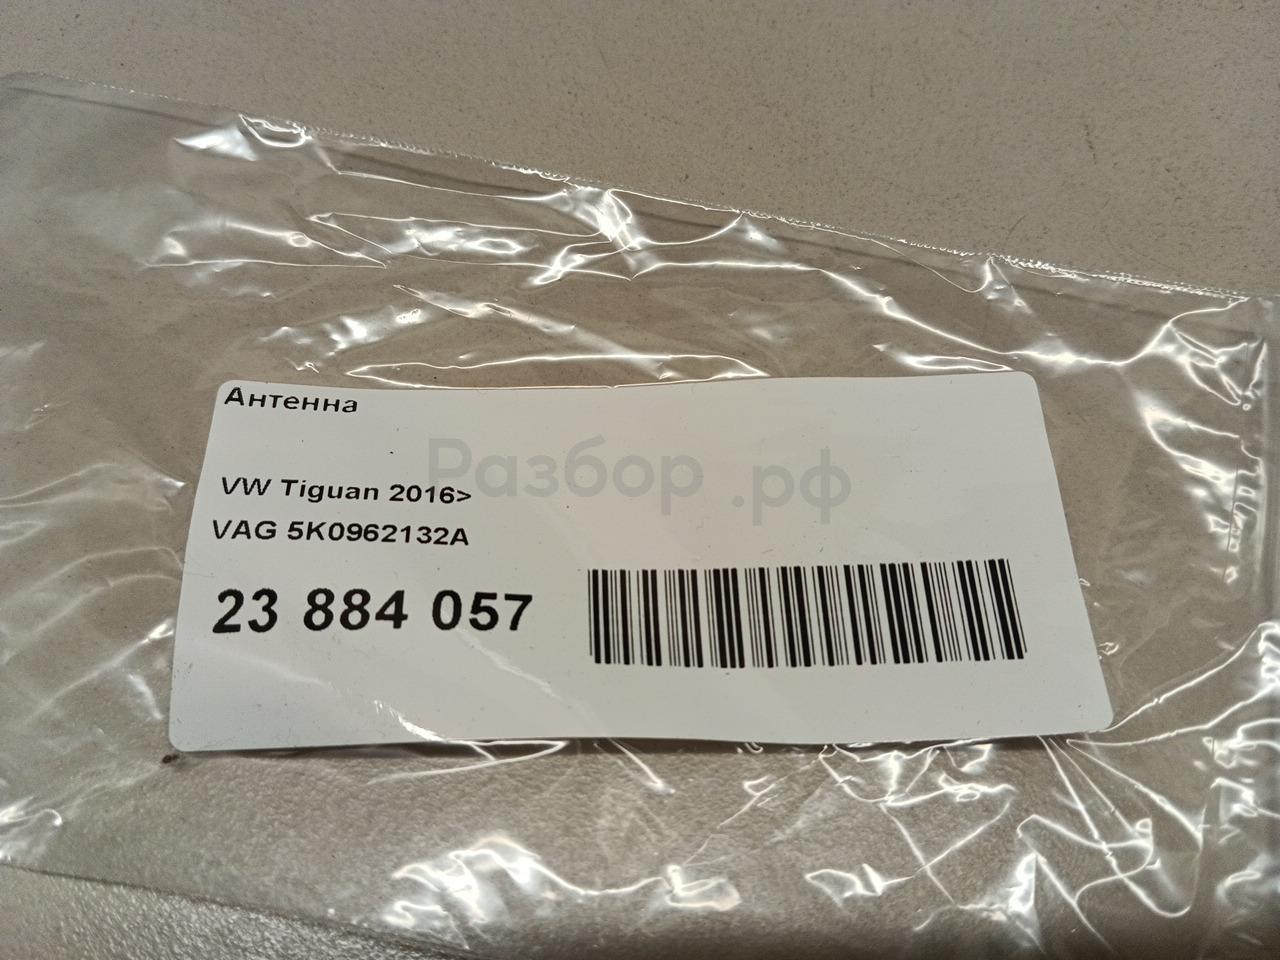 Антенна
Разбор.рф
VW Tiguan 2016>
VAG 5K0962132A
23 884 057